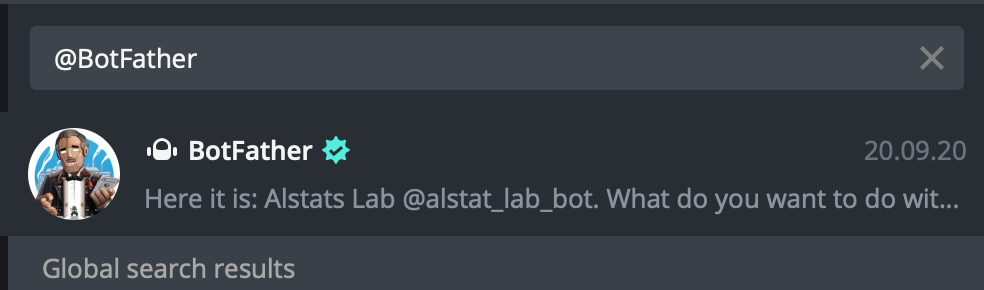 @BotFather
BotFather 20.09.20
Here it is: Alstats Lab @alstat_lab_bot. What do you want to do wit...
Global search results